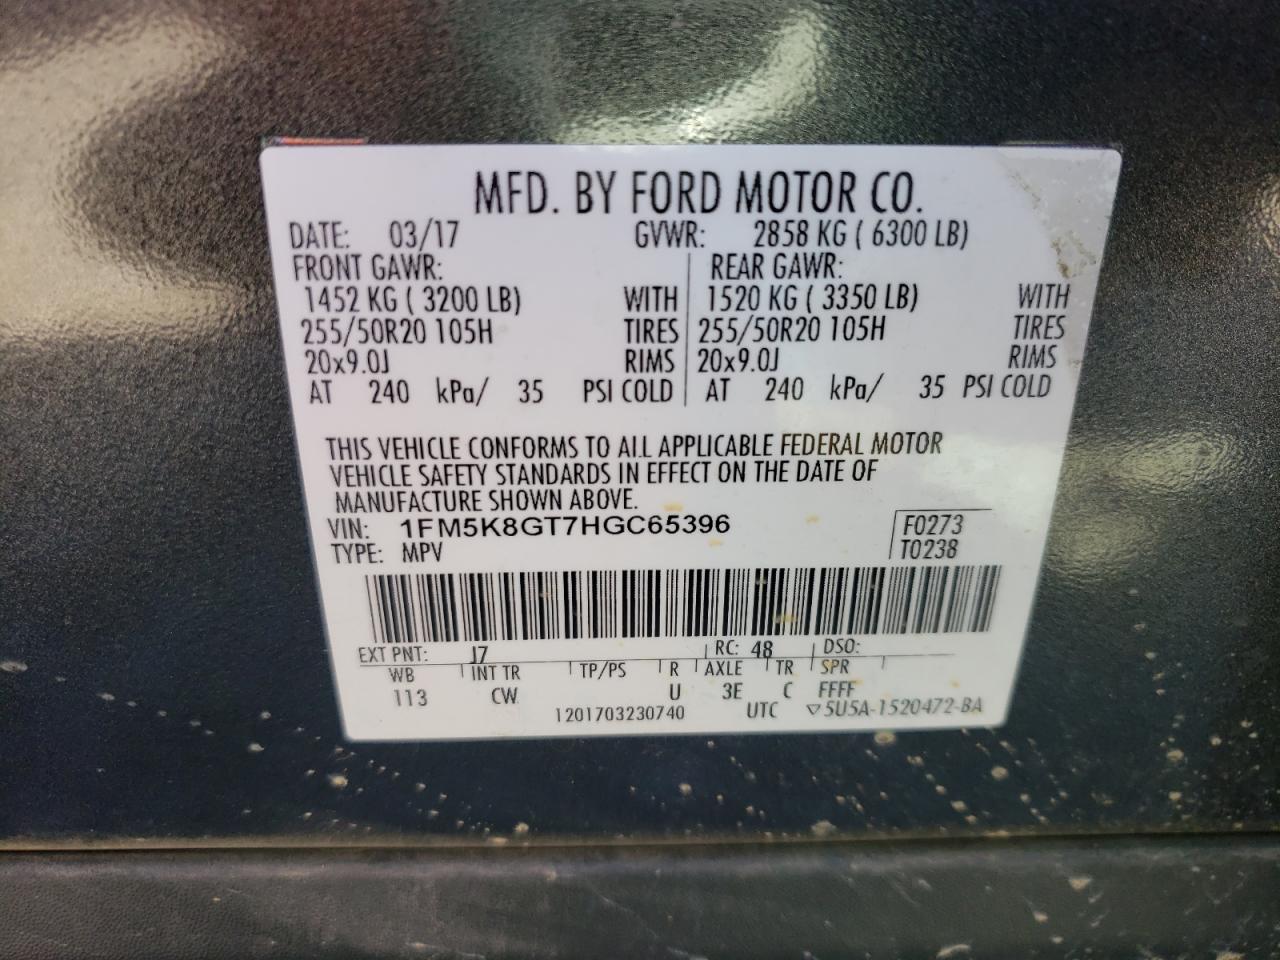 MFD. BY FORD MOTOR CO.
DATE: 03/17 GVWR: 2858 KG ( 6300 LB)
FRONT GAWR: REAR GAWR:
1452 KG ( 3200 LB) WITH 1520 KG ( 3350 LB) WITH
255/50R20 105H TIRES 255/50R20 105H TIRES
20x9.0J RIMS 20x9.0J RIMS
AT 240 kPa/ 35 PSI COLD AT 240 kPa/ 35 PSI COLD
THIS VEHICLE CONFORMS TO ALL APPLICABLE FEDERAL MOTOR
VEHICLE SAFETY STANDARDS IN EFFECT ON THE DATE OF
MANUFACTURE SHOWN ABOVE.
VIN: 1FM5K8GT7HGC65396 F0273
TYPE: MPV T0238
EXT PNT: J7 RC: 48 DSO:
WB INT TR TP/PS R AXLE TR SPR
113 CW U 3E C FFFF
1201703230740 UTC ▽5U5A-1520472-BA